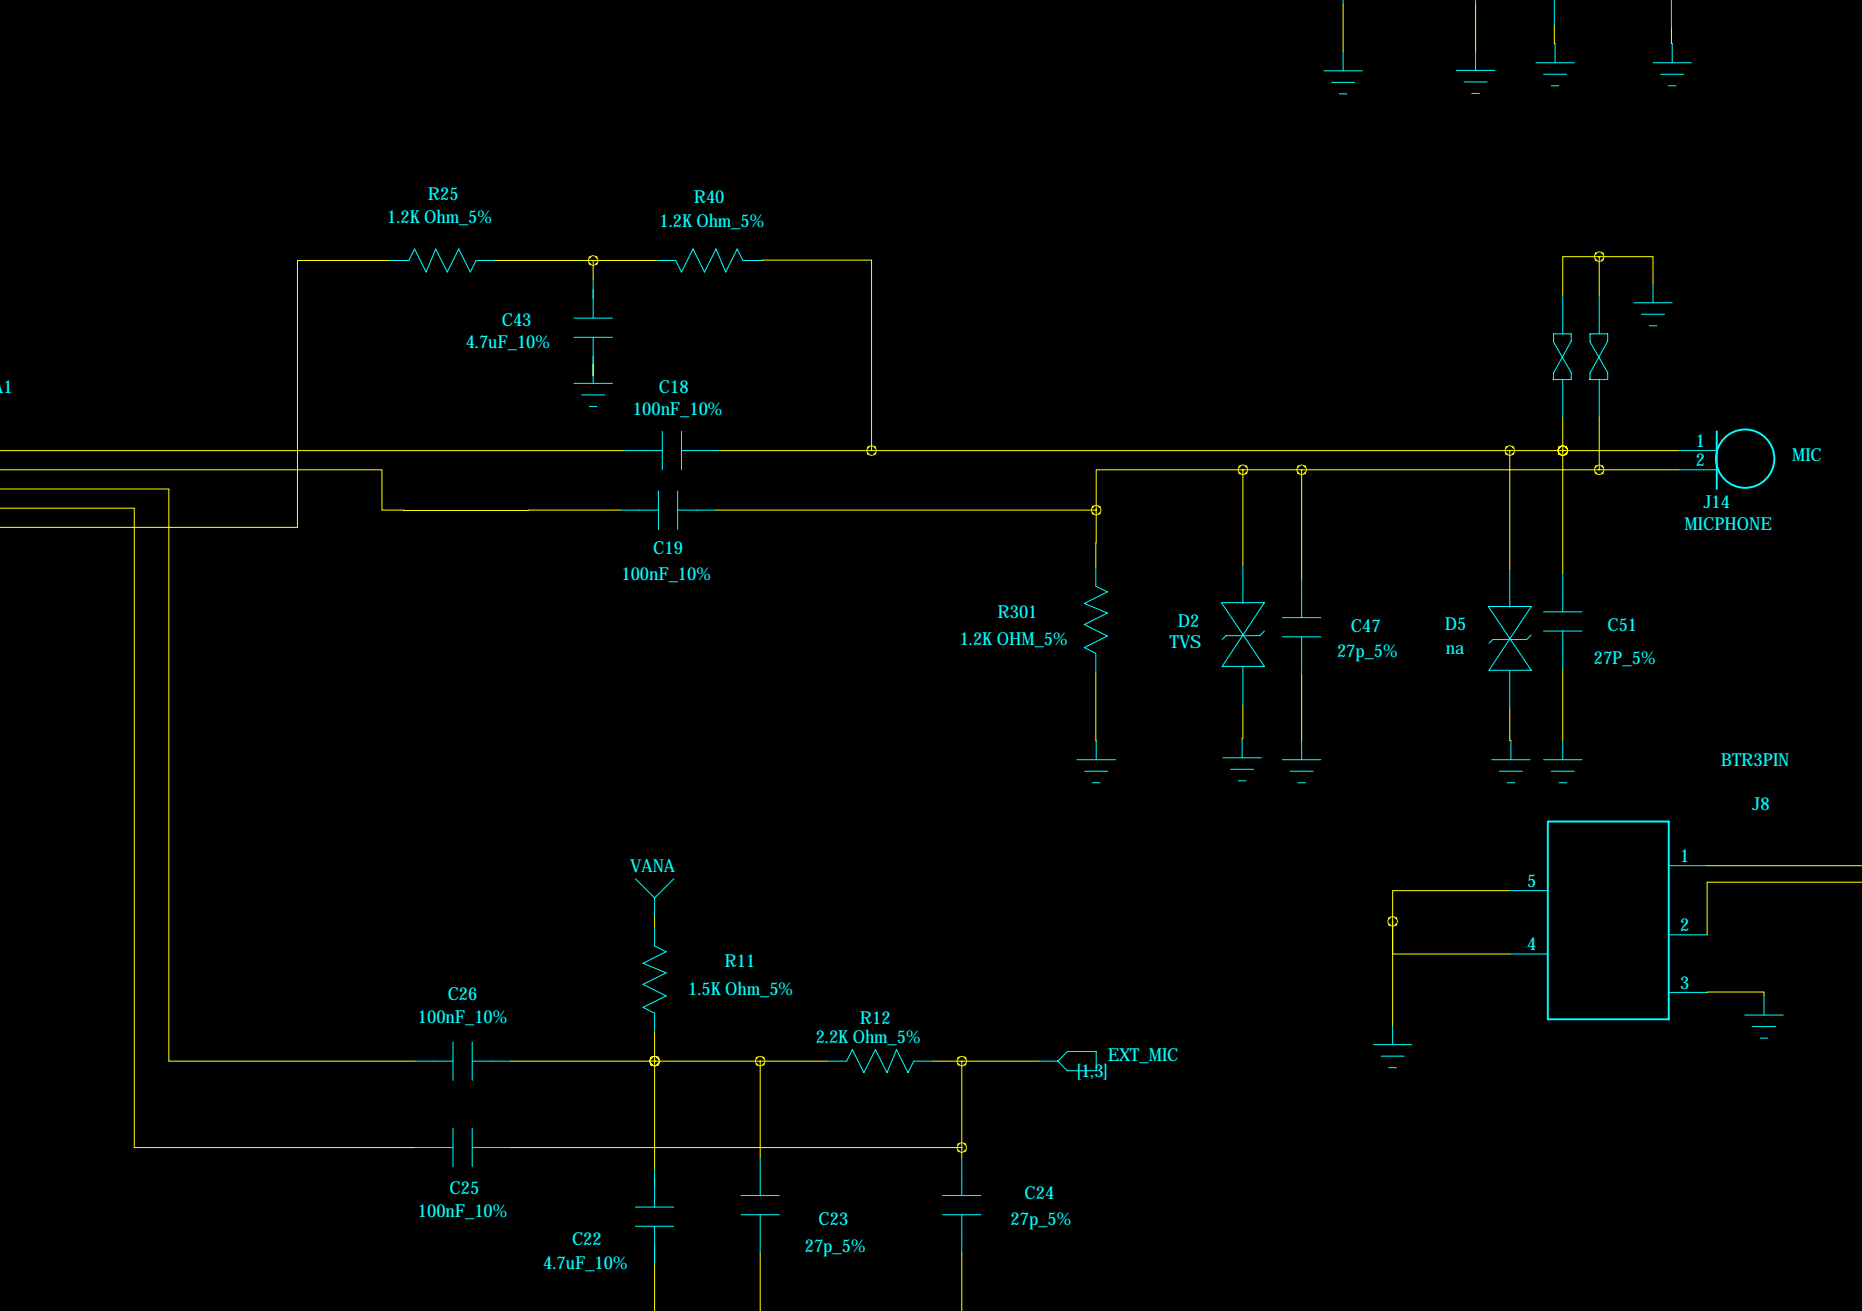 R25
1.2K Ohm_5%
R40
1.2K Ohm_5%
C43
4.7uF_10%
C18
100nF_10%
1
2
MIC
J14
MICPHONE
C19
100nF_10%
R301
1.2K OHM_5%
D2
TVS
C47
27p_5%
D5
na
C51
27P_5%
BTR3PIN
J8
1
5
2
4
3
VANA
R11
1.5K Ohm_5%
C26
100nF_10%
R12
2.2K Ohm_5%
EXT_MIC
[1,3]
C25
100nF_10%
C22
4.7uF_10%
C23
27p_5%
C24
27p_5%